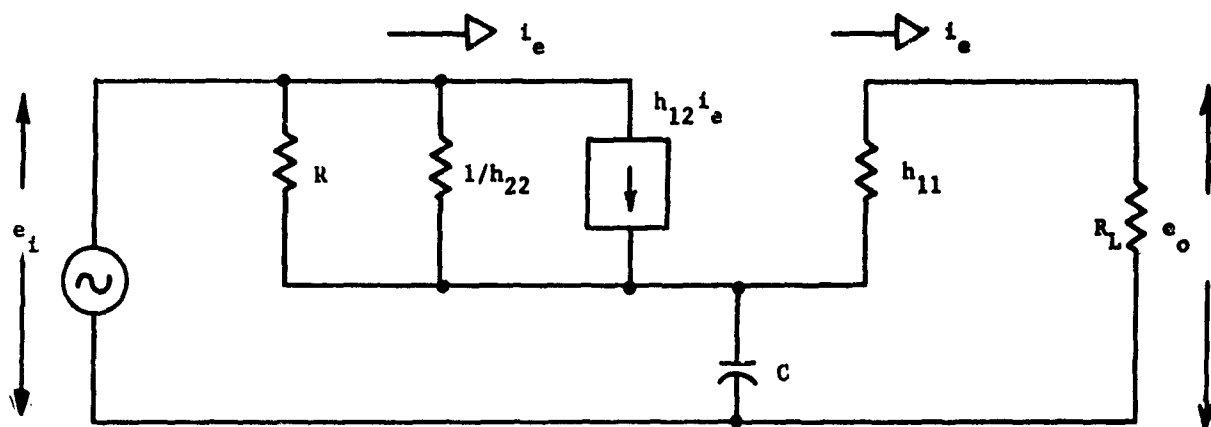 i_e
i_e
h_12 i_e
R
1/h_22
h_11
e_i
R_L
e_o
C